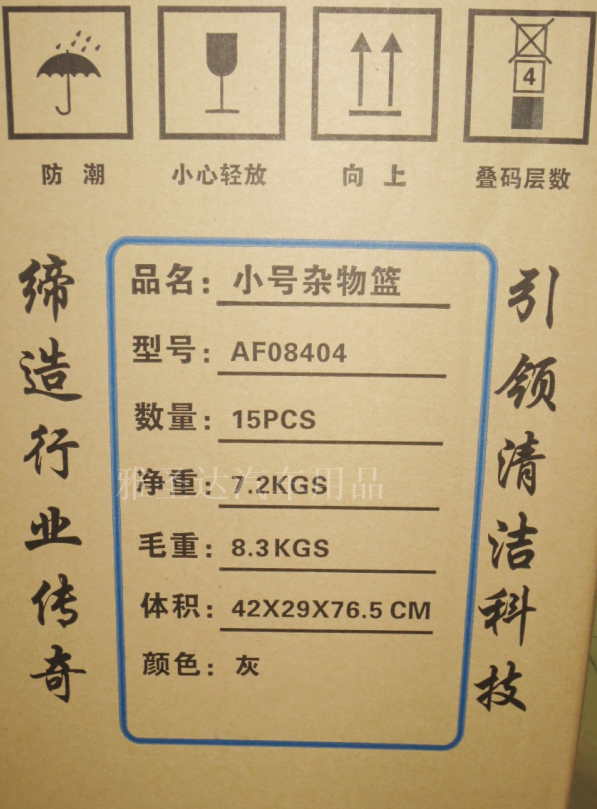 4
防潮 小心轻放 向上 叠码层数
缔造行业传奇
品名：小号杂物篮
型号：AF08404
数量：15PCS
净重：7.2KGS
毛重：8.3KGS
体积：42X29X76.5 CM
颜色：灰
引领清洁科技